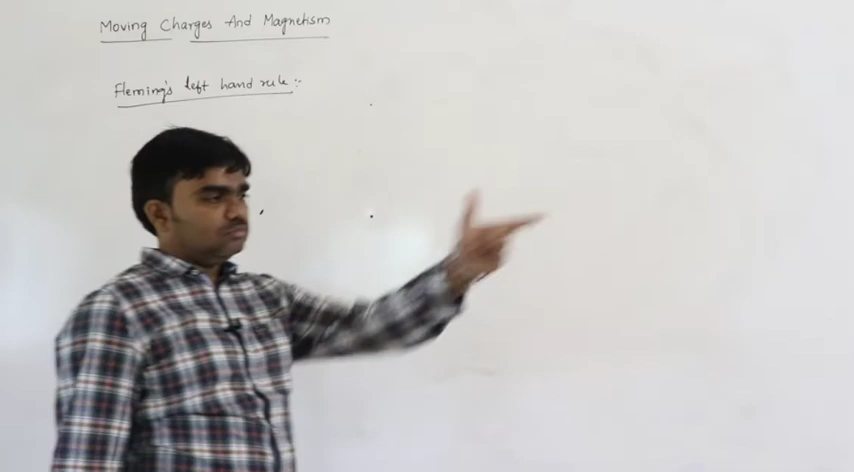 Moving Charges And Magnetism
Fleming's left hand rule :-